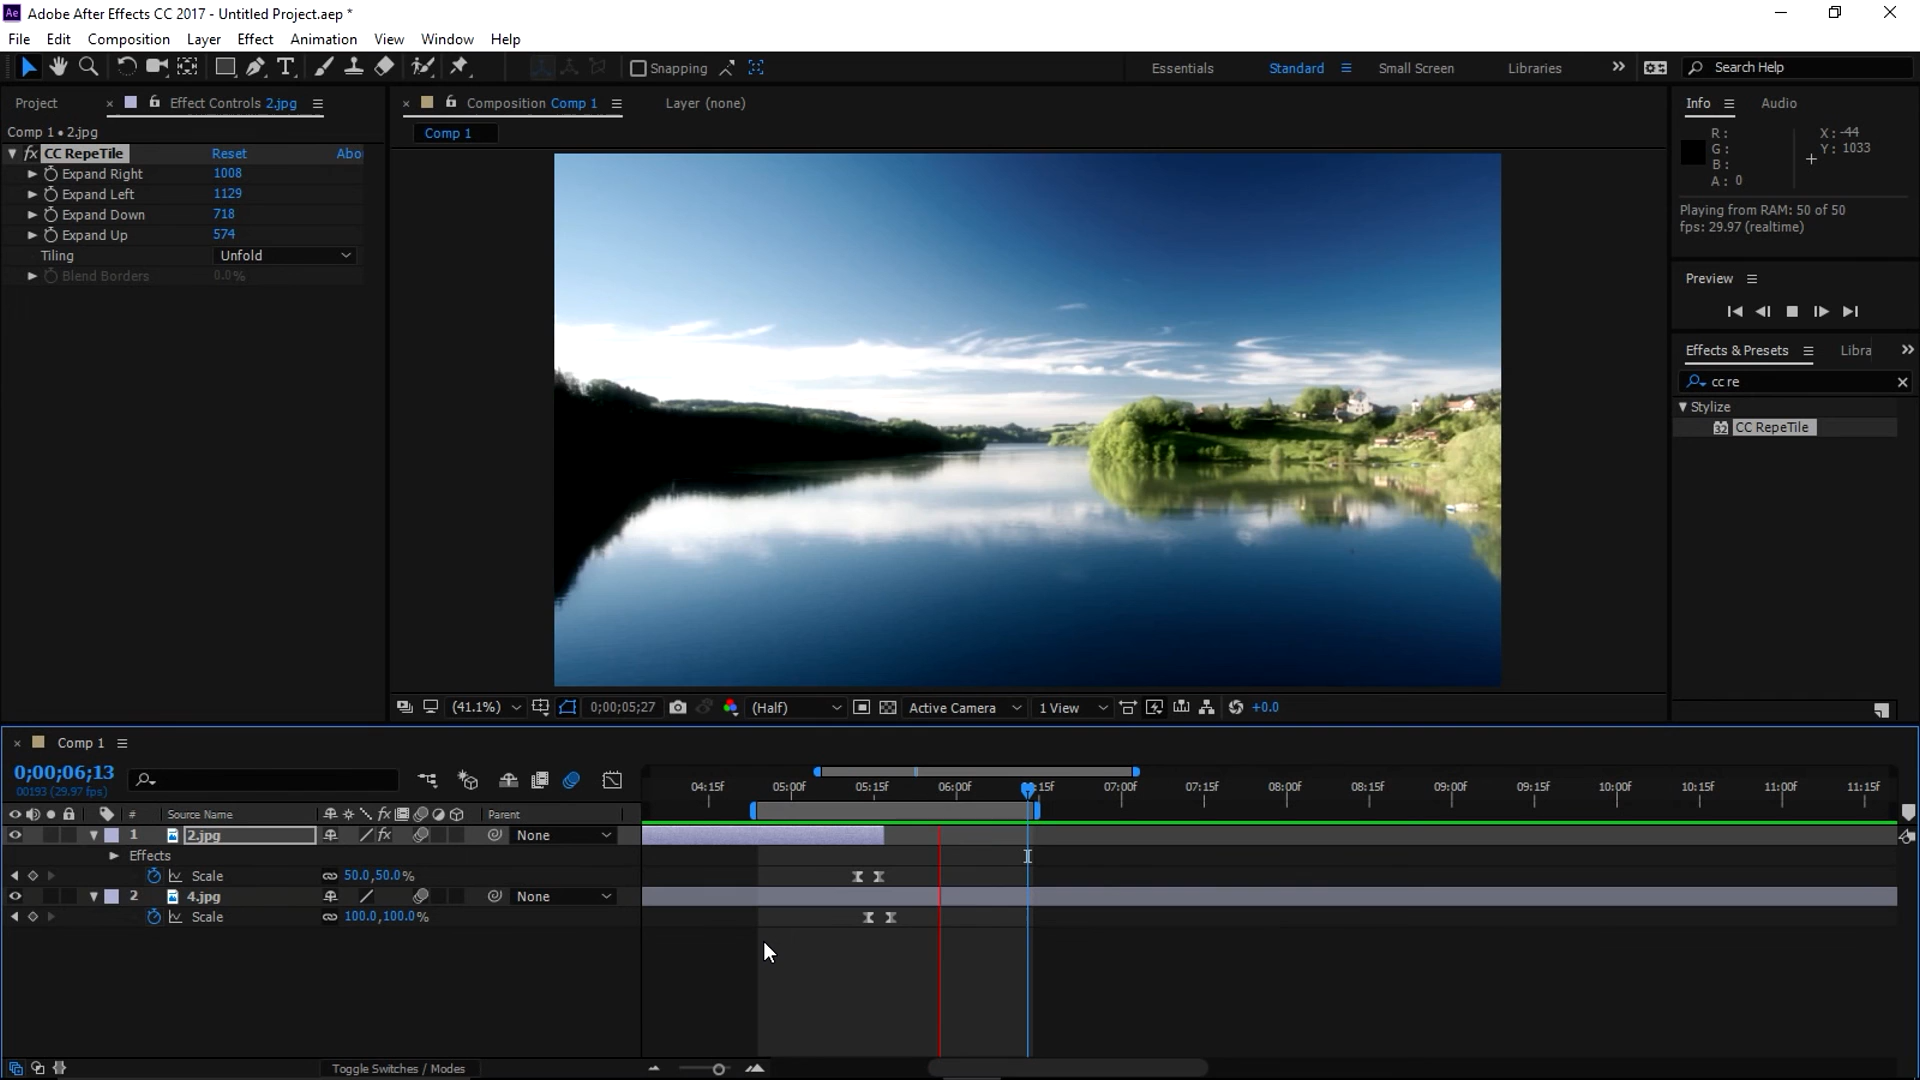 Ae Adobe After Effects CC 2017 - Untitled Project.aep *
File Edit Composition Layer Effect Animation View Window Help
Snapping Essentials Standard Small Screen Libraries Search Help
Project Effect Controls 2.jpg
Comp 1 • 2.jpg
fx CC RepeTile Reset Abo
Expand Right 1008
Expand Left 1129
Expand Down 718
Expand Up 574
Tiling Unfold
Blend Borders 0.0%
Composition Comp 1 Layer (none)
Comp 1
(41.1%) 0;00;05;27 (Half) Active Camera 1 View +0.0
Info Audio
R: X: -44
G: Y: 1033
B:
A: 0
Playing from RAM: 50 of 50
fps: 29.97 (realtime)
Preview
Effects & Presets Libra
cc re
Stylize
32 CC RepeTile
Comp 1
0;00;06;13
00193 (29.97 fps)
04:15f 05:00f 05:15f 06:00f 06:15f 07:00f 07:15f 08:00f 08:15f 09:00f 09:15f 10:00f 10:15f 11:00f 11:15f
# Source Name fx Parent
1 2.jpg fx None
Effects
Scale 50.0,50.0%
2 4.jpg None
Scale 100.0,100.0%
Toggle Switches / Modes